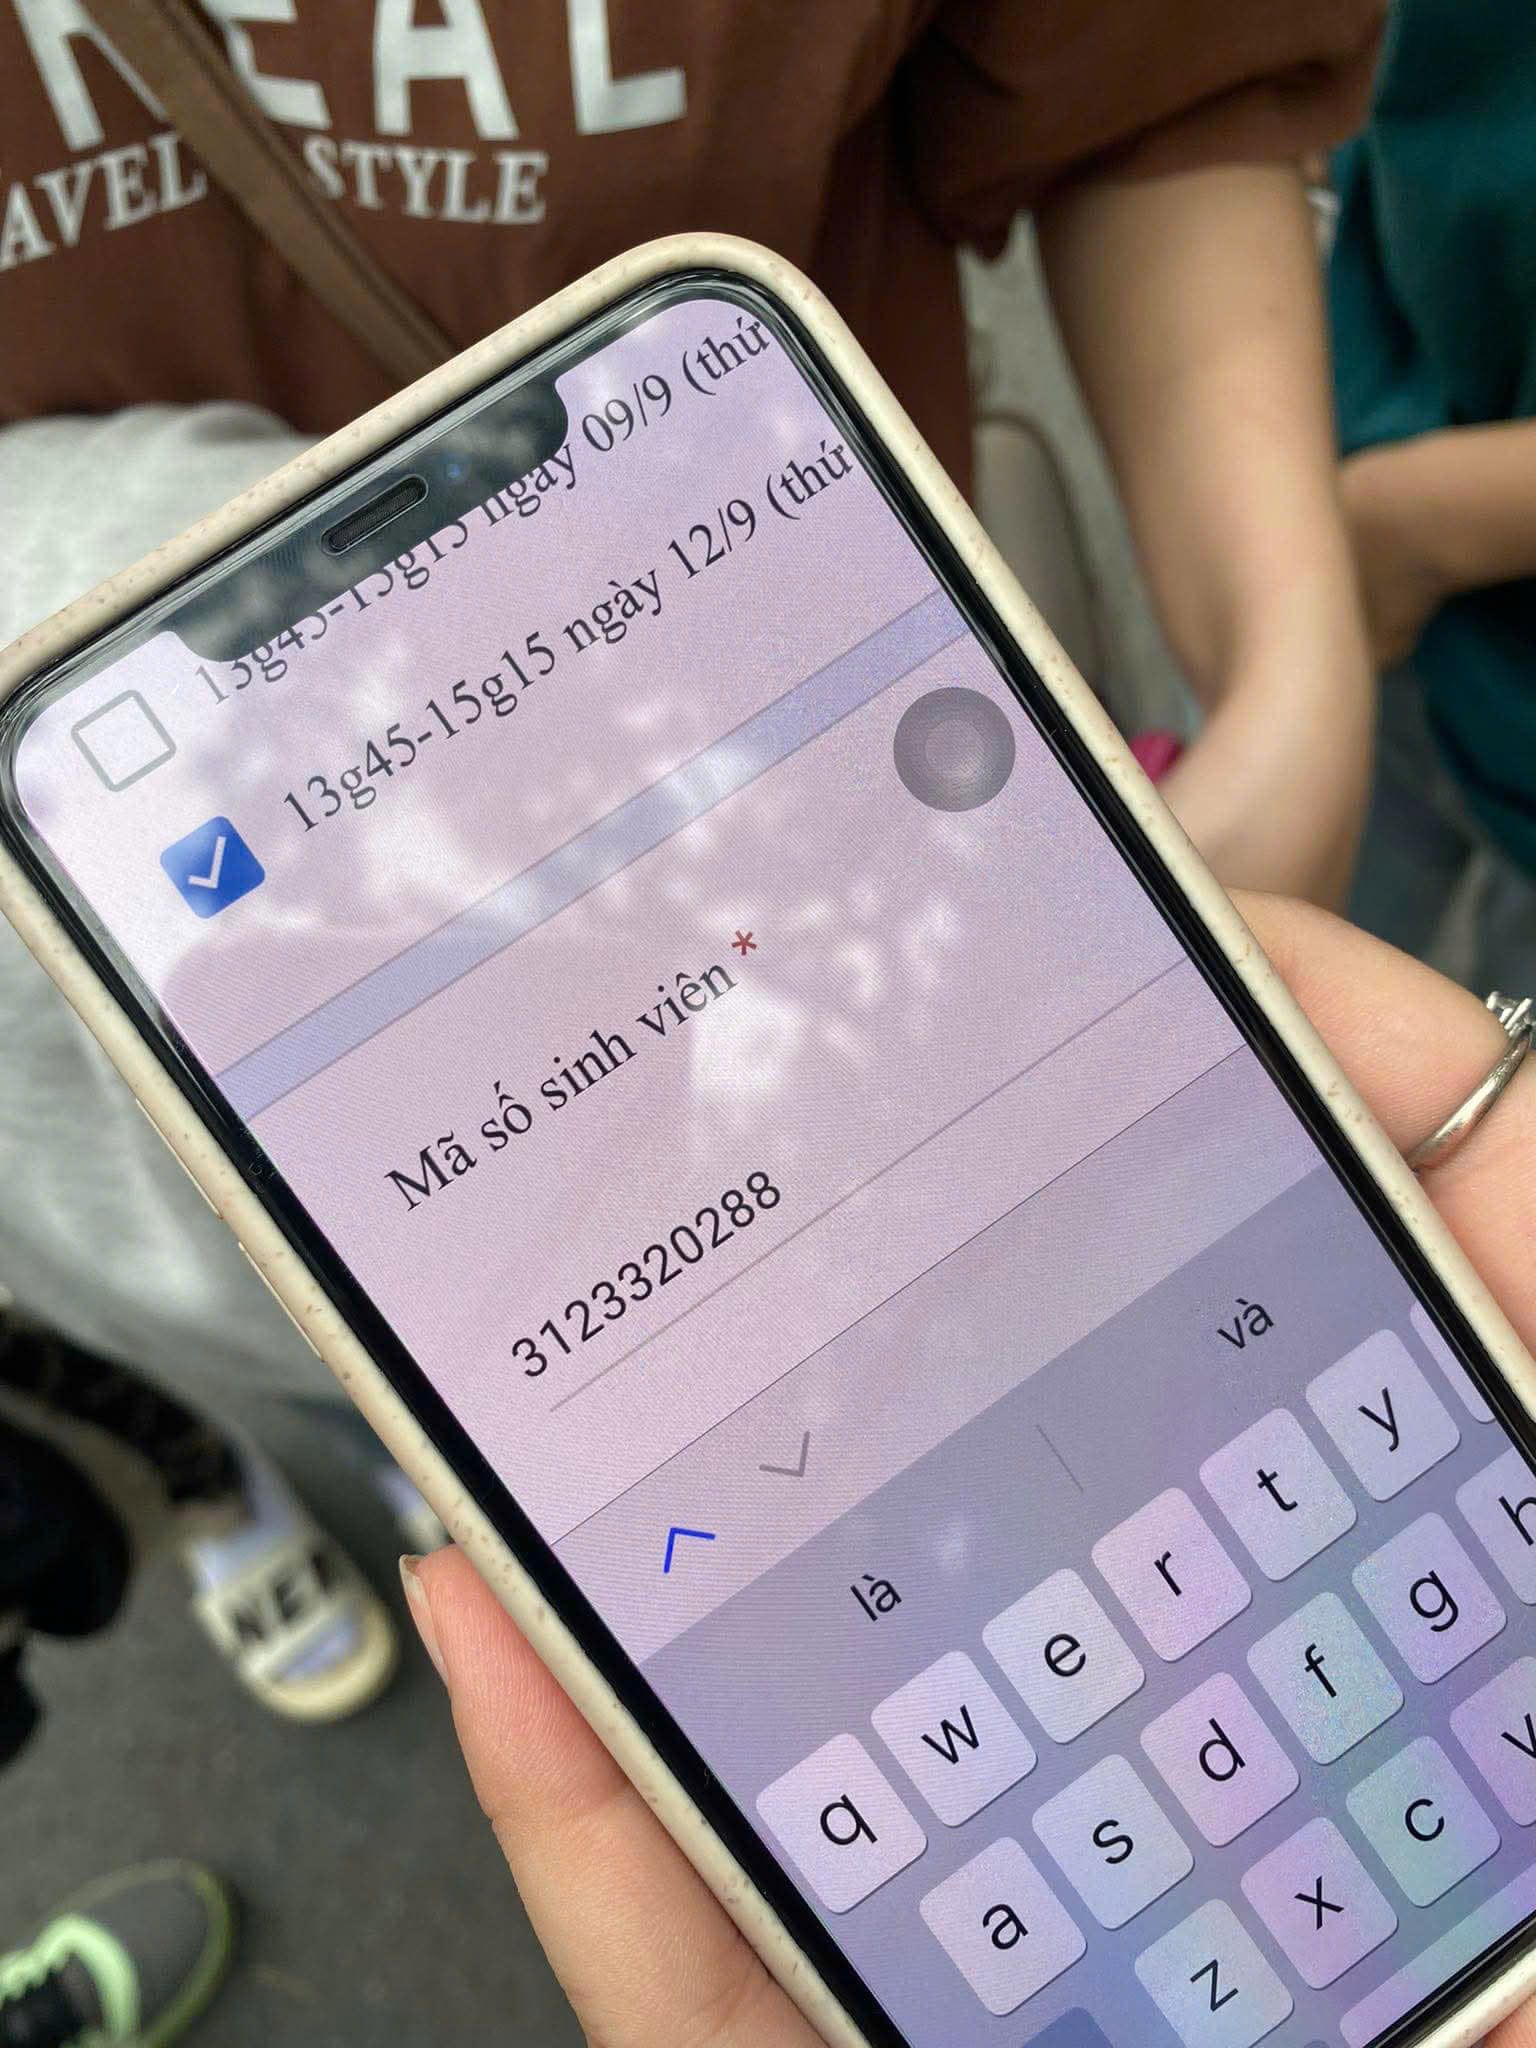 REAL
STYLE
13g45-15g15 ngày 09/9 (thứ
13g45-15g15 ngày 12/9 (thứ
Mã số sinh viên *
3123320288
là
và
q w e r t y
a s d f g h
z x c v